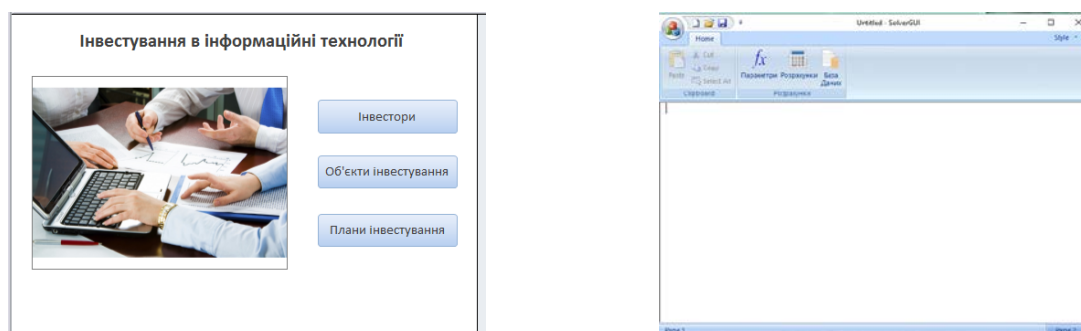 Інвестування в інформаційні технології
Інвестори
Об'єкти інвестування
Плани інвестування
Untitled - SolverGUI
Home
Style
Paste
Cut
Copy
Select All
Clipboard
Параметри
Розрахунки
База
Даних
Розрахунки